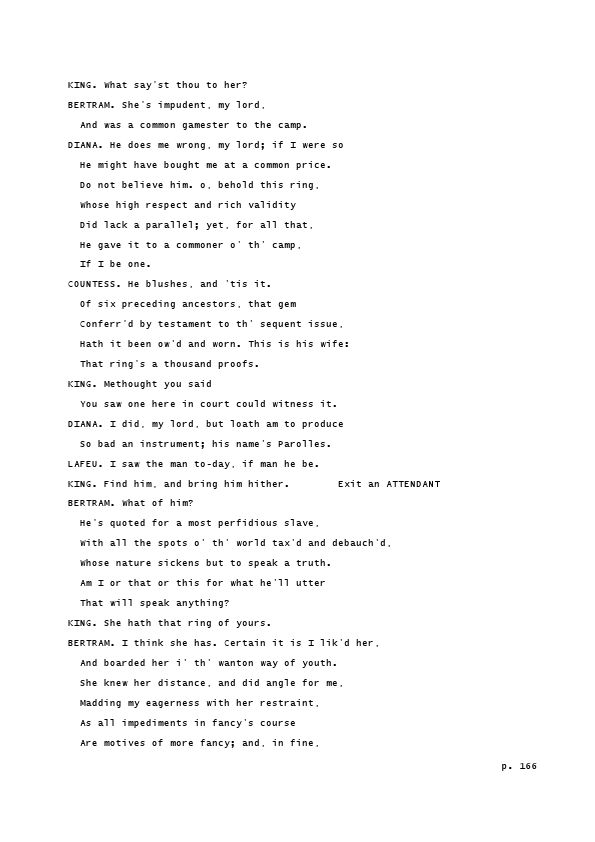 KING. What say'st thou to her?
BERTRAM. She's impudent, my lord,
And was a common gamester to the camp.
DIANA. He does me wrong, my lord; if I were so
He might have bought me at a common price.
Do not believe him. o, behold this ring,
Whose high respect and rich validity
Did lack a parallel; yet, for all that,
He gave it to a commoner o' th' camp,
If I be one.
COUNTESS. He blushes, and 'tis it.
Of six preceding ancestors, that gem
Conferr'd by testament to th' sequent issue,
Hath it been ow'd and worn. This is his wife:
That ring's a thousand proofs.
KING. Methought you said
You saw one here in court could witness it.
DIANA. I did, my lord, but loath am to produce
So bad an instrument; his name's Parolles.
LAFEU. I saw the man to-day, if man he be.
KING. Find him, and bring him hither. Exit an ATTENDANT
BERTRAM. What of him?
He's quoted for a most perfidious slave,
With all the spots o' th' world tax'd and debauch'd,
Whose nature sickens but to speak a truth.
Am I or that or this for what he'll utter
That will speak anything?
KING. She hath that ring of yours.
BERTRAM. I think she has. Certain it is I lik'd her,
And boarded her i' th' wanton way of youth.
She knew her distance, and did angle for me,
Madding my eagerness with her restraint,
As all impediments in fancy's course
Are motives of more fancy; and, in fine,
p. 166